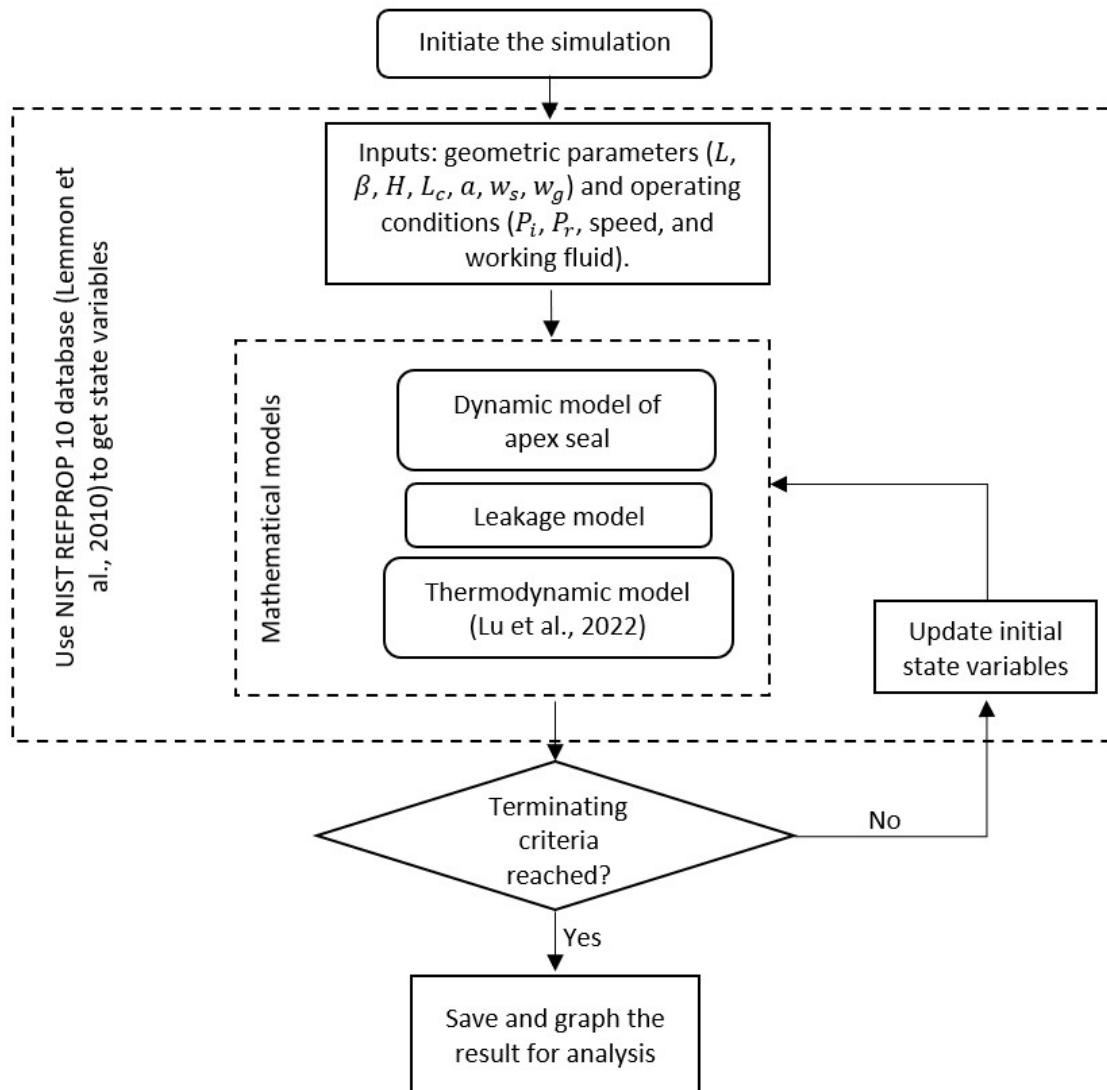 Initiate the simulation
Inputs: geometric parameters (L,
β, H, L_c, a, w_s, w_g) and operating
conditions (P_i, P_r, speed, and
working fluid).
Use NIST REFPROP 10 database (Lemmon et
al., 2010) to get state variables
Mathematical models
Dynamic model of
apex seal
Leakage model
Thermodynamic model
(Lu et al., 2022)
Update initial
state variables
Terminating
criteria
reached?
No
Yes
Save and graph the
result for analysis